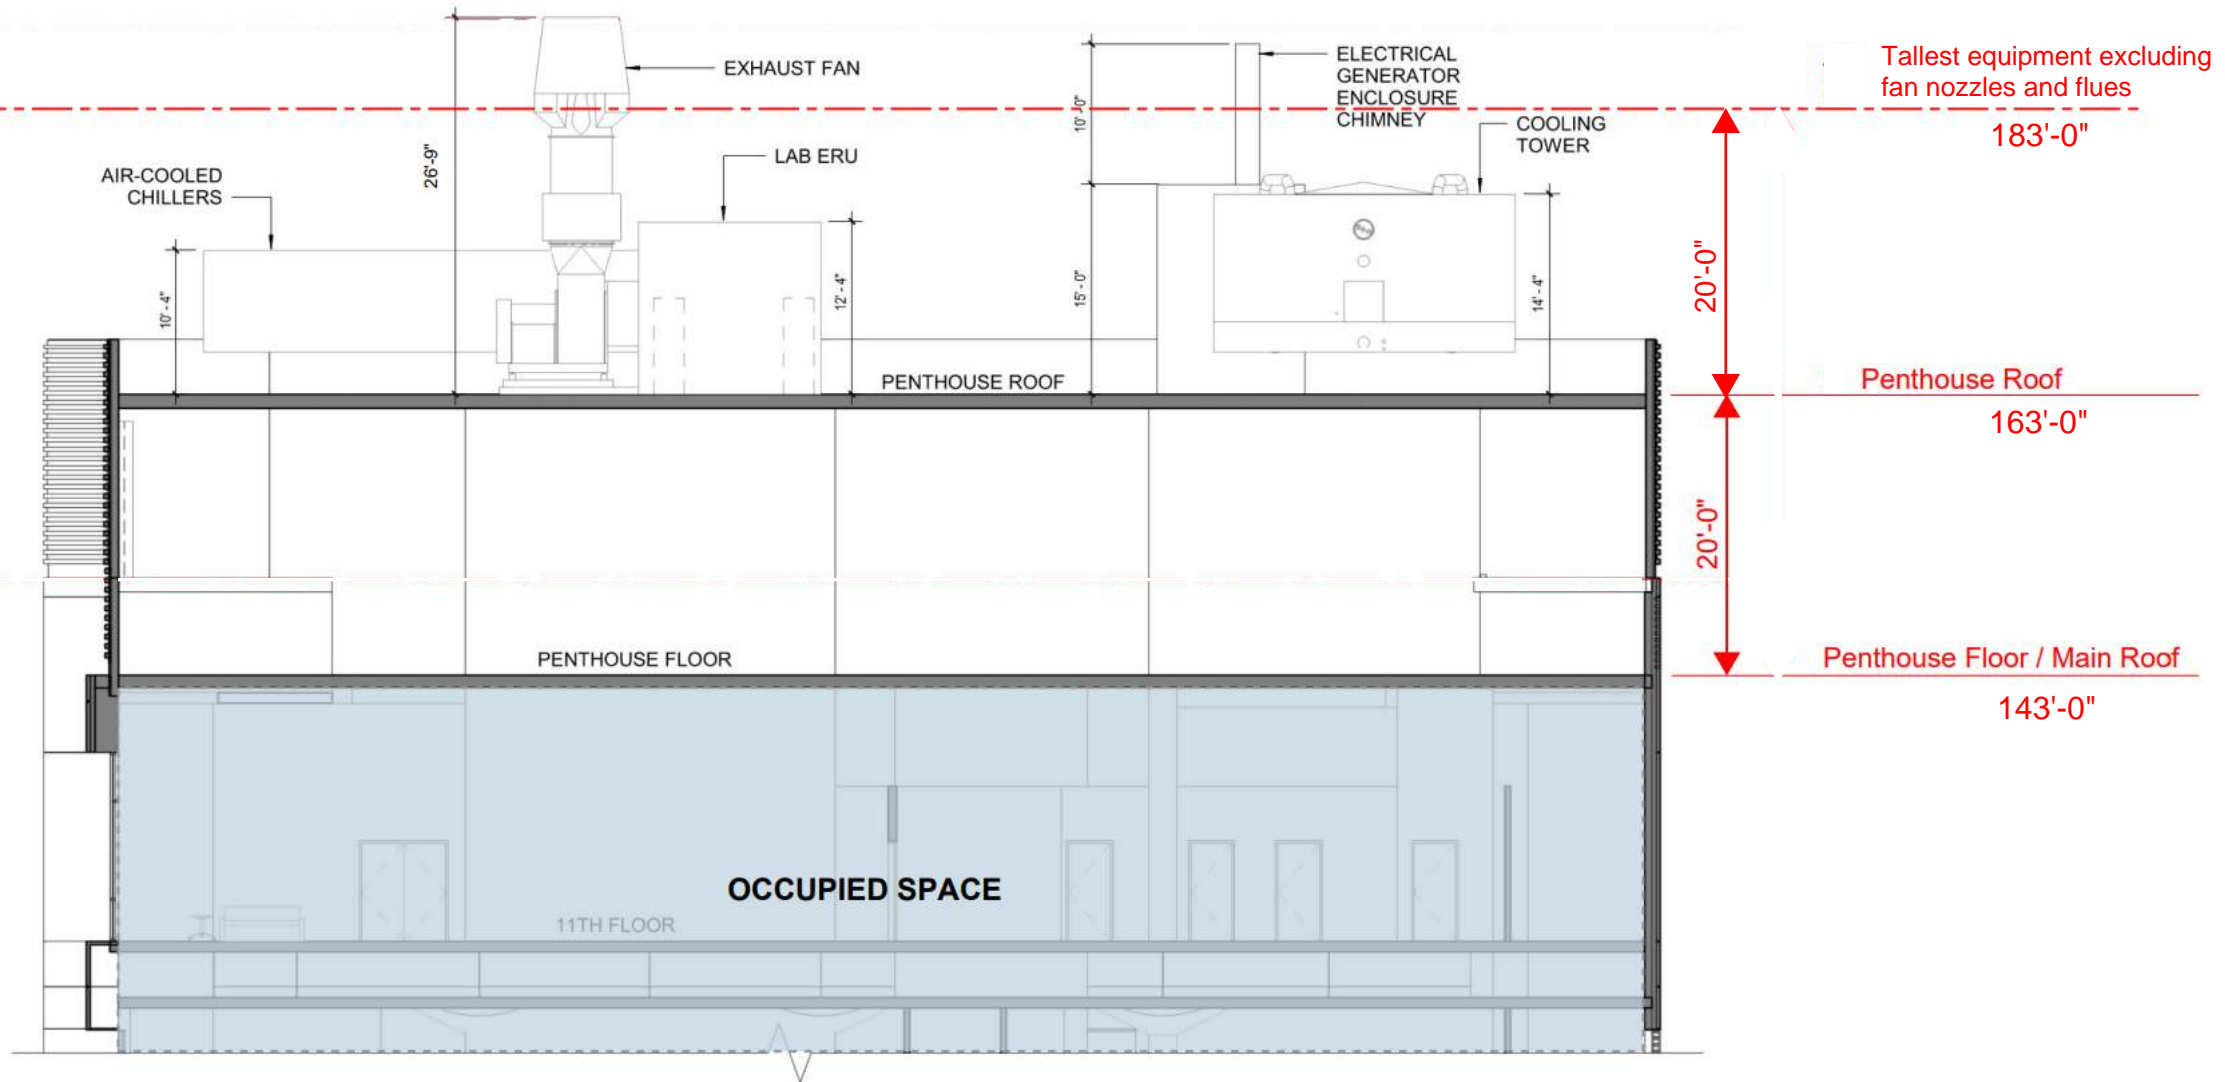 EXHAUST FAN
ELECTRICAL
GENERATOR
ENCLOSURE
CHIMNEY
Tallest equipment excluding
fan nozzles and flues
183'-0"
10'-0"
COOLING
TOWER
26'-9"
LAB ERU
AIR-COOLED
CHILLERS
10'-4"
12'-4"
15'-0"
14'-4"
20'-0"
PENTHOUSE ROOF
Penthouse Roof
163'-0"
20'-0"
PENTHOUSE FLOOR
Penthouse Floor / Main Roof
143'-0"
OCCUPIED SPACE
11TH FLOOR